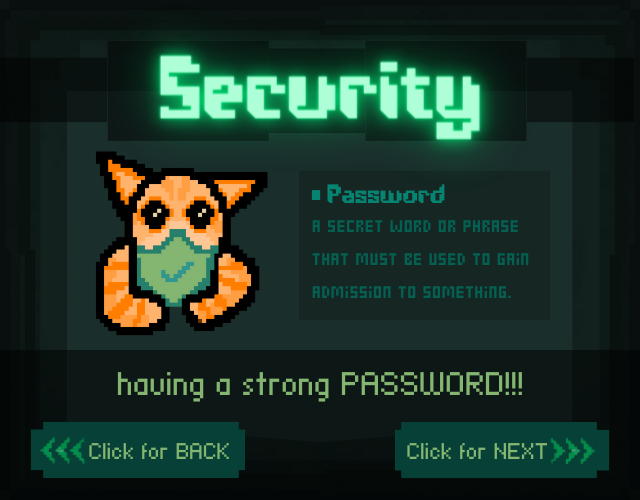 Security
Password
A SECRET WORD OR PHRASE
THAT MUST BE USED TO GAiN
ADMiSSiON TO SOMETHiNG.
having a strong PASSWORD!!!
<<<Click for BACK
Click for NEXT>>>